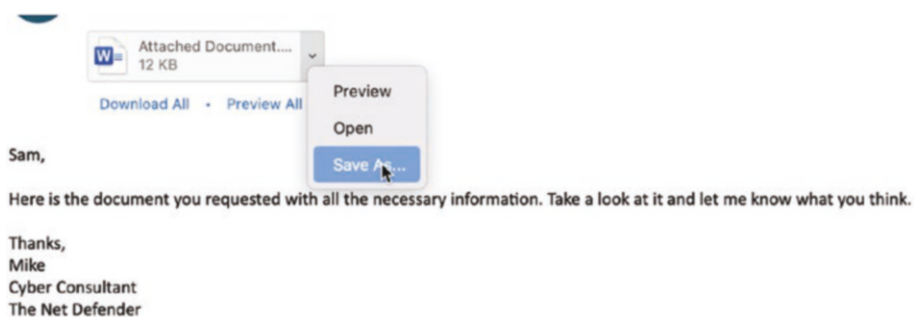 Attached Document....
12 KB
Download All • Preview All
Preview
Open
Save As...
Sam,
Here is the document you requested with all the necessary information. Take a look at it and let me know what you think.
Thanks,
Mike
Cyber Consultant
The Net Defender